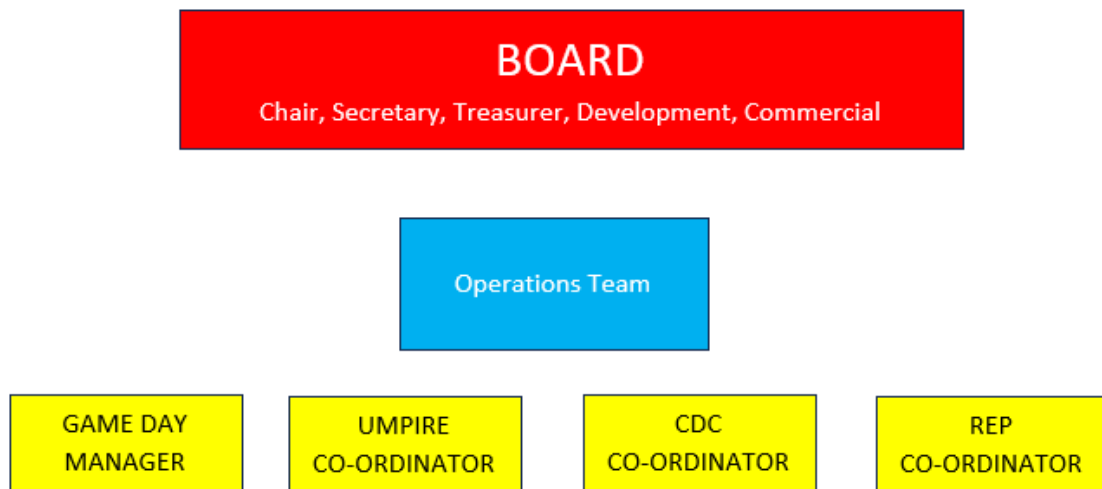 BOARD
Chair, Secretary, Treasurer, Development, Commercial
Operations Team
GAME DAY
MANAGER
UMPIRE
CO-ORDINATOR
CDC
CO-ORDINATOR
REP
CO-ORDINATOR